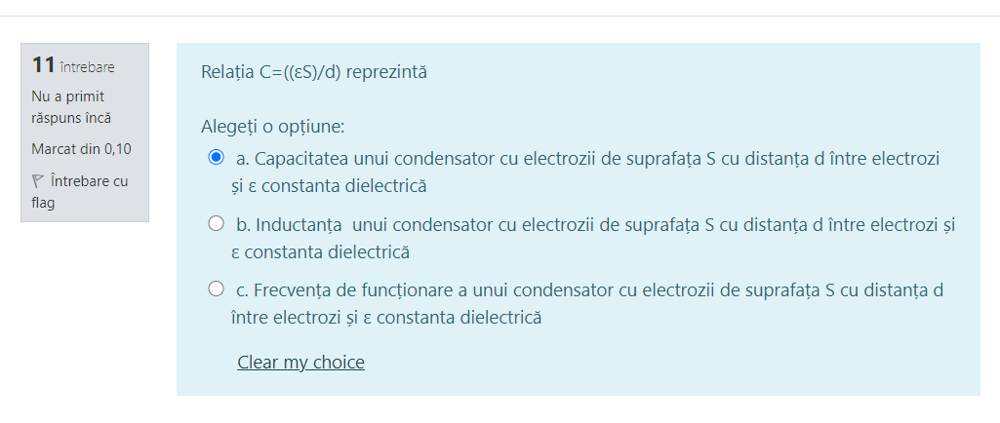 11 întrebare
Nu a primit
răspuns încă
Marcat din 0,10
Întrebare cu
flag
Relația C=((εS)/d) reprezintă
Alegeți o opțiune:
a. Capacitatea unui condensator cu electrozii de suprafața S cu distanța d între electrozi
și ε constanta dielectrică
b. Inductanța unui condensator cu electrozii de suprafața S cu distanța d între electrozi și
ε constanta dielectrică
c. Frecvența de funcționare a unui condensator cu electrozii de suprafața S cu distanța d
între electrozi și ε constanta dielectrică
Clear my choice